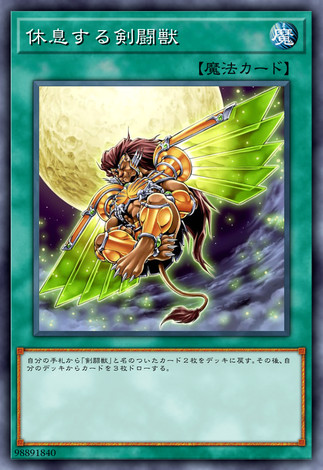 休息する剣闘獣
魔
【魔法カード】
自分の手札から「剣闘獣」と名のついたカード２枚をデッキに戻す。その後、自
分のデッキからカードを３枚ドローする。
98891840